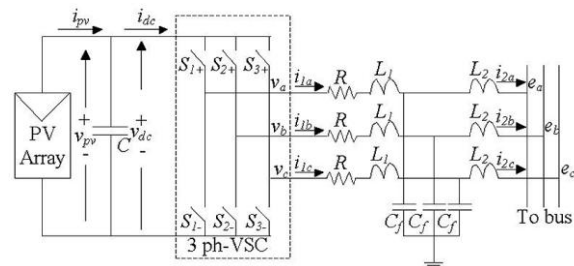 i_pv i_dc
S_1+ S_2+ S_3+
v_a i_1a R L_1 L_2 i_2a e_a
PV Array
+ v_pv -
C
+ v_dc -
v_b i_1b R L_1 L_2 i_2b e_b
v_c i_1c R L_1 L_2 i_2c e_c
S_1- S_2- S_3-
C_f C_f C_f
To bus
3 ph-VSC